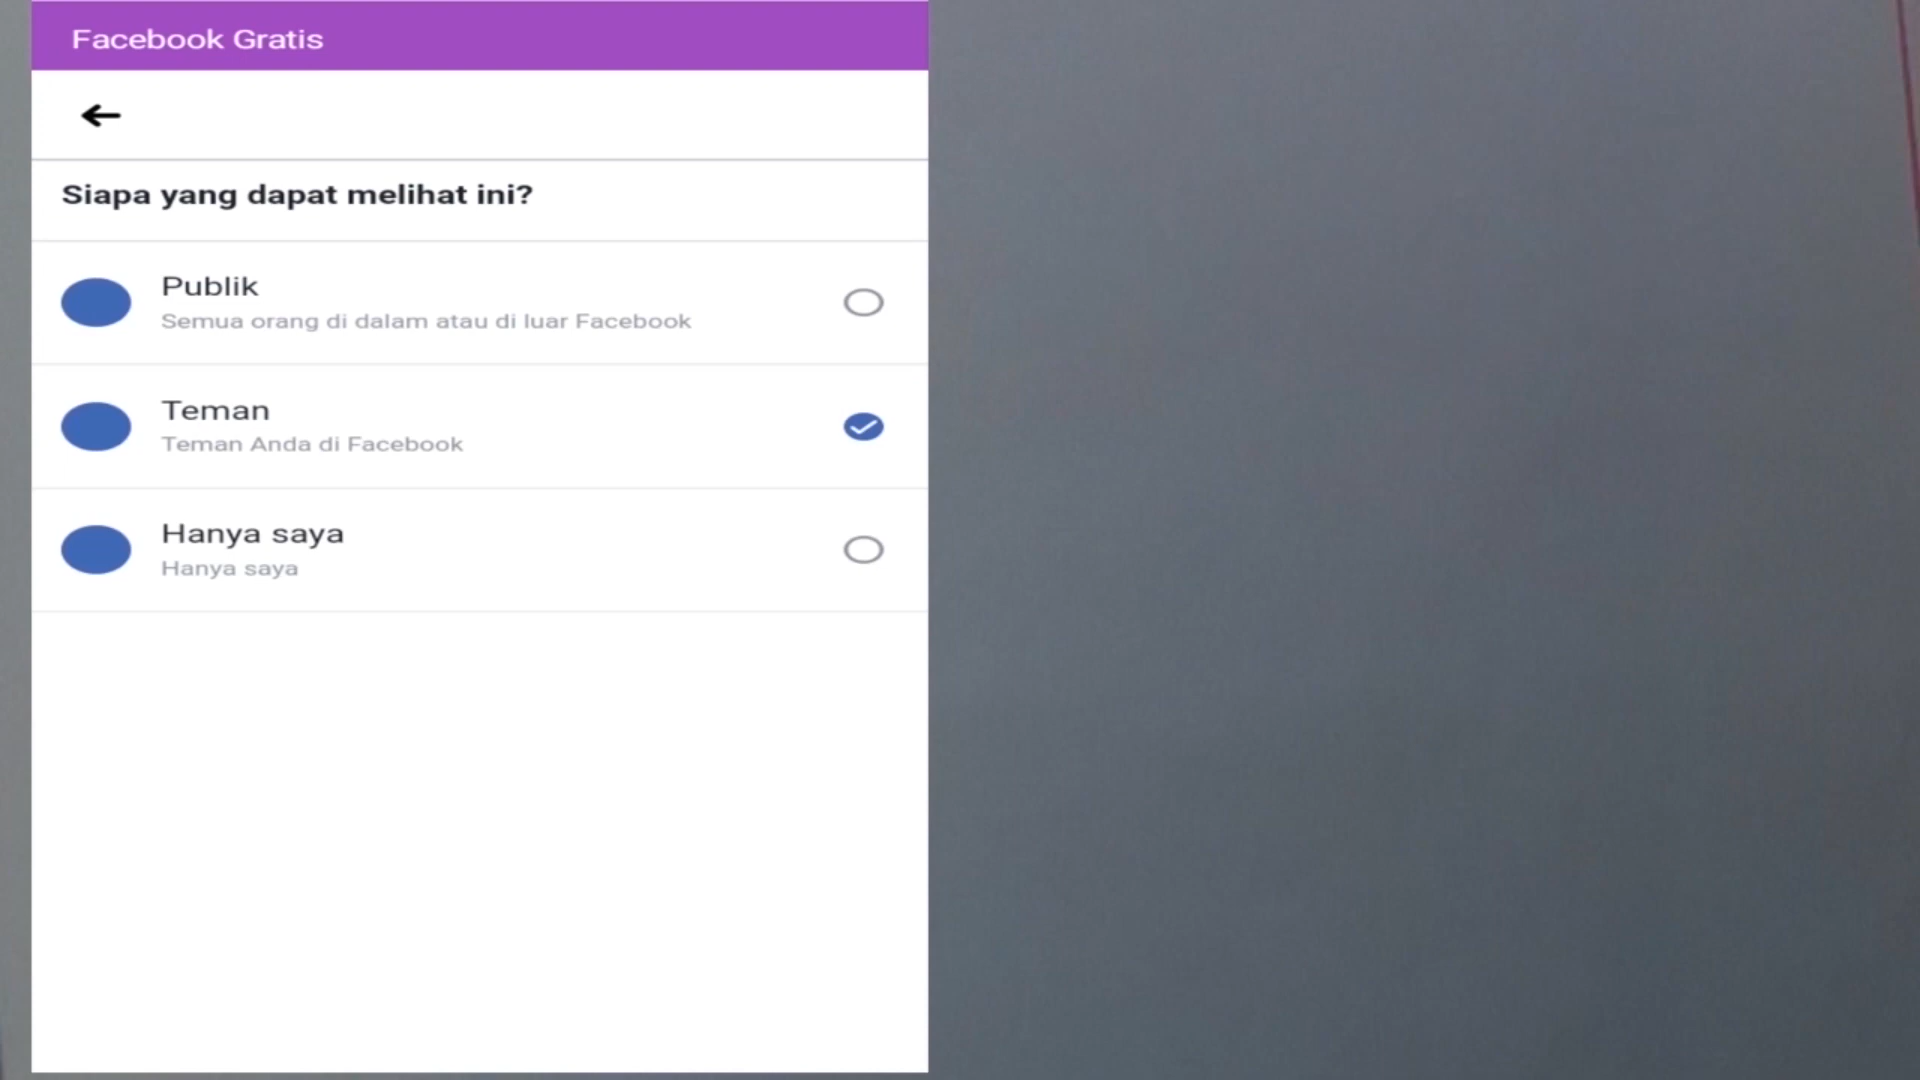 Facebook Gratis
Siapa yang dapat melihat ini?
Publik
Semua orang di dalam atau di luar Facebook
Teman
Teman Anda di Facebook
Hanya saya
Hanya saya